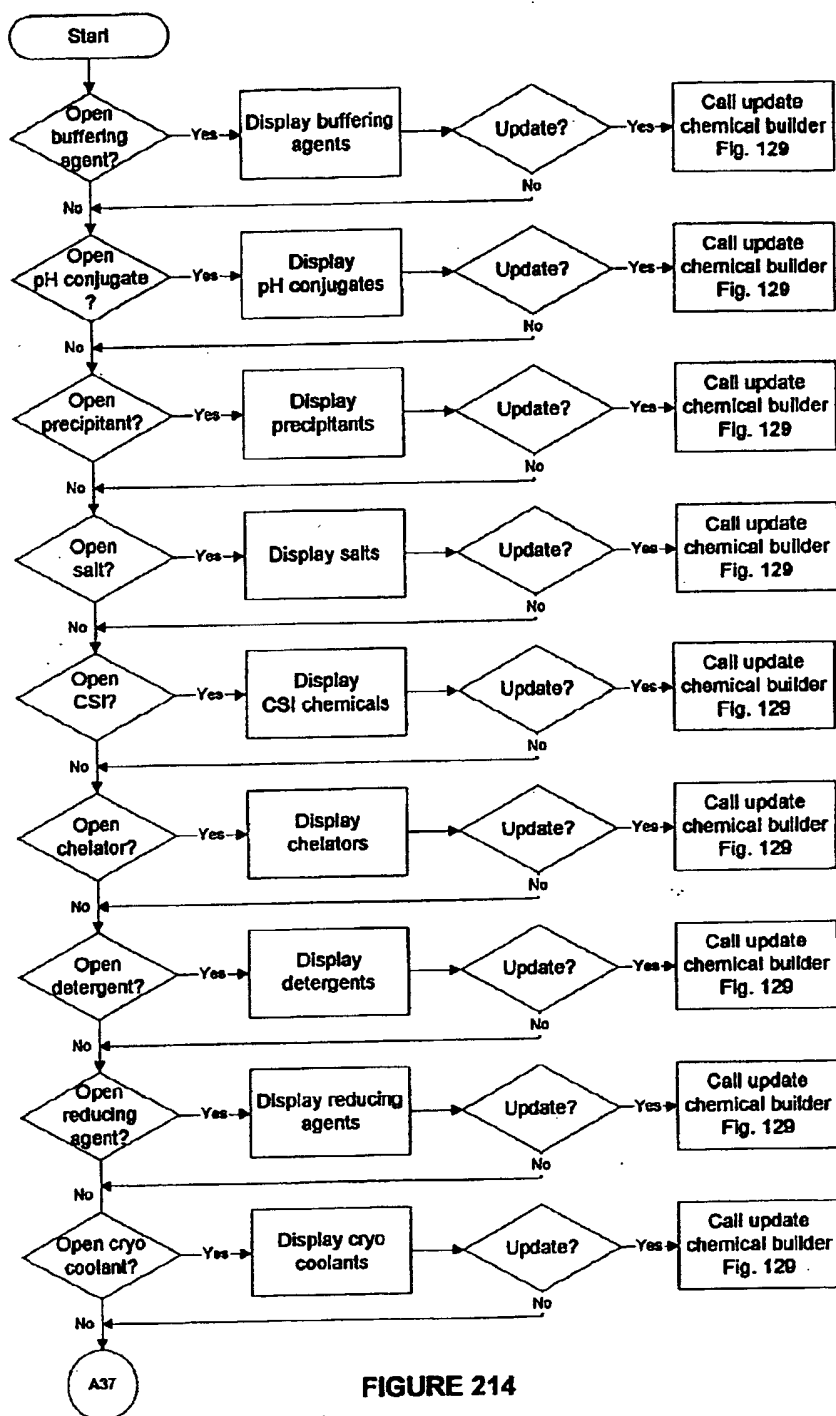 Start
Open
buffering
agent?
Yes
Display buffering
agents
Update?
Yes
Call update
chemical builder
Fig. 129
No
No
Open
pH conjugate
?
Yes
Display
pH conjugates
Update?
Yes
Call update
chemical builder
Fig. 129
No
No
Open
precipitant?
Yes
Display
precipitants
Update?
Yes
Call update
chemical builder
Fig. 129
No
No
Open
salt?
Yes
Display salts
Update?
Yes
Call update
chemical builder
Fig. 129
No
No
Open
CSI?
Yes
Display
CSI chemicals
Update?
Yes
Call update
chemical builder
Fig. 129
No
No
Open
chelator?
Yes
Display
chelators
Update?
Yes
Call update
chemical builder
Fig. 129
No
No
Open
detergent?
Yes
Display
detergents
Update?
Yes
Call update
chemical builder
Fig. 129
No
No
Open
reducing
agent?
Yes
Display reducing
agents
Update?
Yes
Call update
chemical builder
Fig. 129
No
No
Open cryo
coolant?
Yes
Display cryo
coolants
Update?
Yes
Call update
chemical builder
Fig. 129
No
No
A37
FIGURE 214